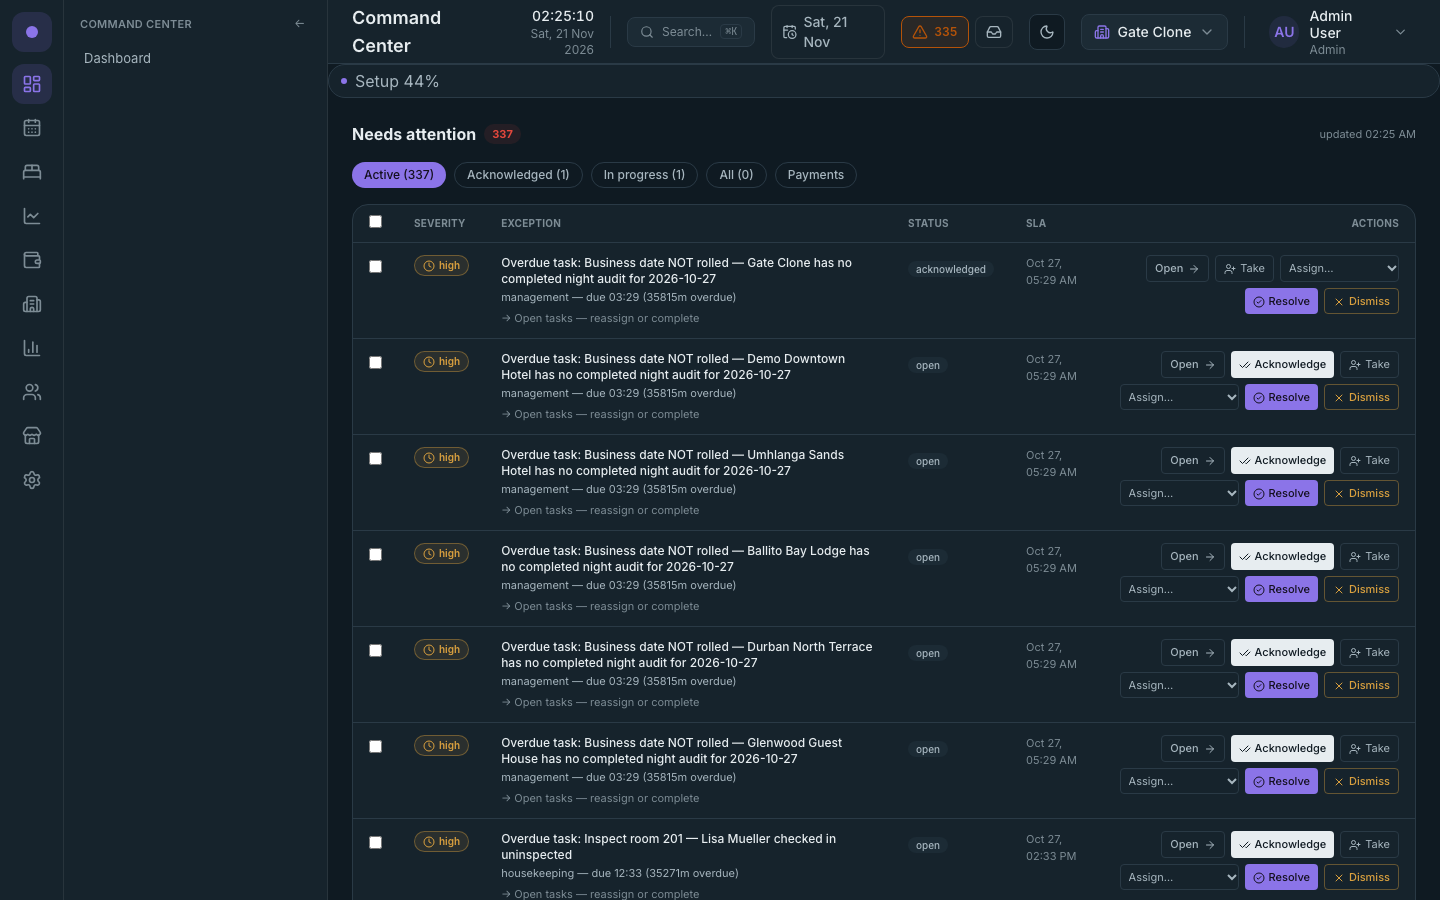 COMMAND CENTER ←
Dashboard
Command
Center
02:25:10
Sat, 21 Nov
2026
Search... ⌘K
Sat, 21
Nov
335
Gate Clone
AU
Admin
User
Admin
Setup 44%
Needs attention 337
updated 02:25 AM
Active (337) Acknowledged (1) In progress (1) All (0) Payments
SEVERITY EXCEPTION STATUS SLA ACTIONS
high
Overdue task: Business date NOT rolled — Gate Clone has no
completed night audit for 2026-10-27
management — due 03:29 (35815m overdue)
→ Open tasks — reassign or complete
acknowledged
Oct 27,
05:29 AM
Open → Take Assign...
Resolve Dismiss
high
Overdue task: Business date NOT rolled — Demo Downtown
Hotel has no completed night audit for 2026-10-27
management — due 03:29 (35815m overdue)
→ Open tasks — reassign or complete
open
Oct 27,
05:29 AM
Open → Acknowledge Take
Assign... Resolve Dismiss
high
Overdue task: Business date NOT rolled — Umhlanga Sands
Hotel has no completed night audit for 2026-10-27
management — due 03:29 (35815m overdue)
→ Open tasks — reassign or complete
open
Oct 27,
05:29 AM
Open → Acknowledge Take
Assign... Resolve Dismiss
high
Overdue task: Business date NOT rolled — Ballito Bay Lodge has
no completed night audit for 2026-10-27
management — due 03:29 (35815m overdue)
→ Open tasks — reassign or complete
open
Oct 27,
05:29 AM
Open → Acknowledge Take
Assign... Resolve Dismiss
high
Overdue task: Business date NOT rolled — Durban North Terrace
has no completed night audit for 2026-10-27
management — due 03:29 (35815m overdue)
→ Open tasks — reassign or complete
open
Oct 27,
05:29 AM
Open → Acknowledge Take
Assign... Resolve Dismiss
high
Overdue task: Business date NOT rolled — Glenwood Guest
House has no completed night audit for 2026-10-27
management — due 03:29 (35815m overdue)
→ Open tasks — reassign or complete
open
Oct 27,
05:29 AM
Open → Acknowledge Take
Assign... Resolve Dismiss
high
Overdue task: Inspect room 201 — Lisa Mueller checked in
uninspected
housekeeping — due 12:33 (35271m overdue)
→ Open tasks — reassign or complete
open
Oct 27,
02:33 PM
Open → Acknowledge Take
Assign... Resolve Dismiss